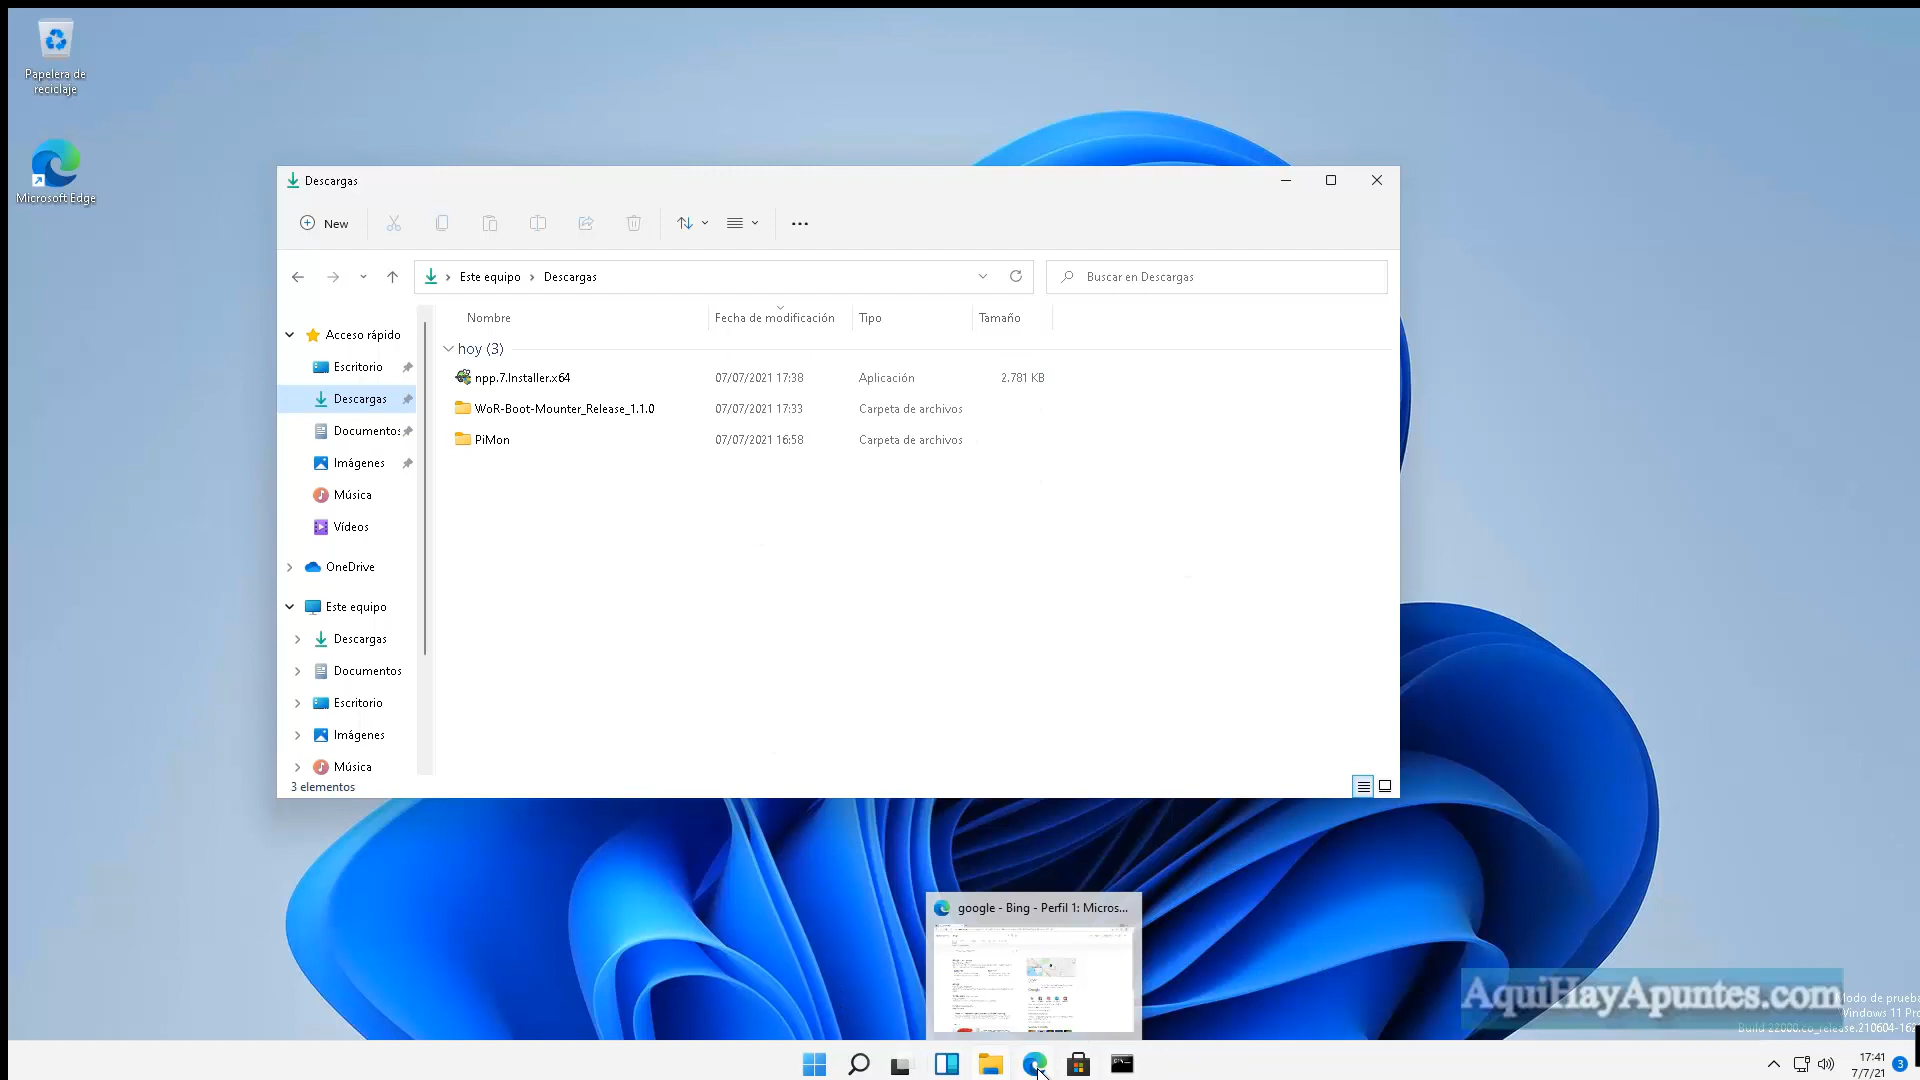 Papelera de
reciclaje
Microsoft Edge
Descargas
New
Este equipo
Descargas
Buscar en Descargas
Nombre
Fecha de modificación
Tipo
Tamaño
hoy (3)
npp.7.Installer.x64
07/07/2021 17:38
Aplicación
2.781 KB
WoR-Boot-Mounter_Release_1.1.0
07/07/2021 17:33
Carpeta de archivos
PiMon
07/07/2021 16:58
Carpeta de archivos
Acceso rápido
Escritorio
Descargas
Documentos
Imágenes
Música
Vídeos
OneDrive
Este equipo
Descargas
Documentos
Escritorio
Imágenes
Música
3 elementos
google - Bing - Perfil 1: Micros...
AquiHayApuntes.com
Modo de prueba
Windows 11 Pro
Build 22000.co_release.210604-16
17:41
7/7/21
3